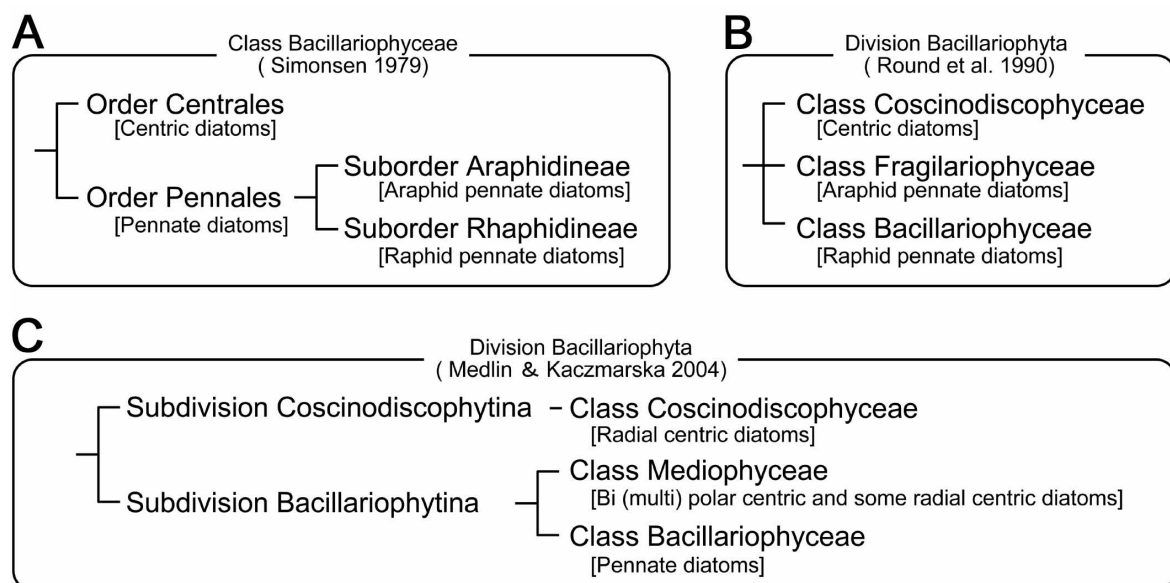 A
Class Bacillariophyceae
( Simonsen 1979)
Order Centrales
[Centric diatoms]
Order Pennales
[Pennate diatoms]
Suborder Araphidineae
[Araphid pennate diatoms]
Suborder Rhaphidineae
[Raphid pennate diatoms]
B
Division Bacillariophyta
( Round et al. 1990)
Class Coscinodiscophyceae
[Centric diatoms]
Class Fragilariophyceae
[Araphid pennate diatoms]
Class Bacillariophyceae
[Raphid pennate diatoms]
C
Division Bacillariophyta
( Medlin & Kaczmarska 2004)
Subdivision Coscinodiscophytina
Class Coscinodiscophyceae
[Radial centric diatoms]
Subdivision Bacillariophytina
Class Mediophyceae
[Bi (multi) polar centric and some radial centric diatoms]
Class Bacillariophyceae
[Pennate diatoms]